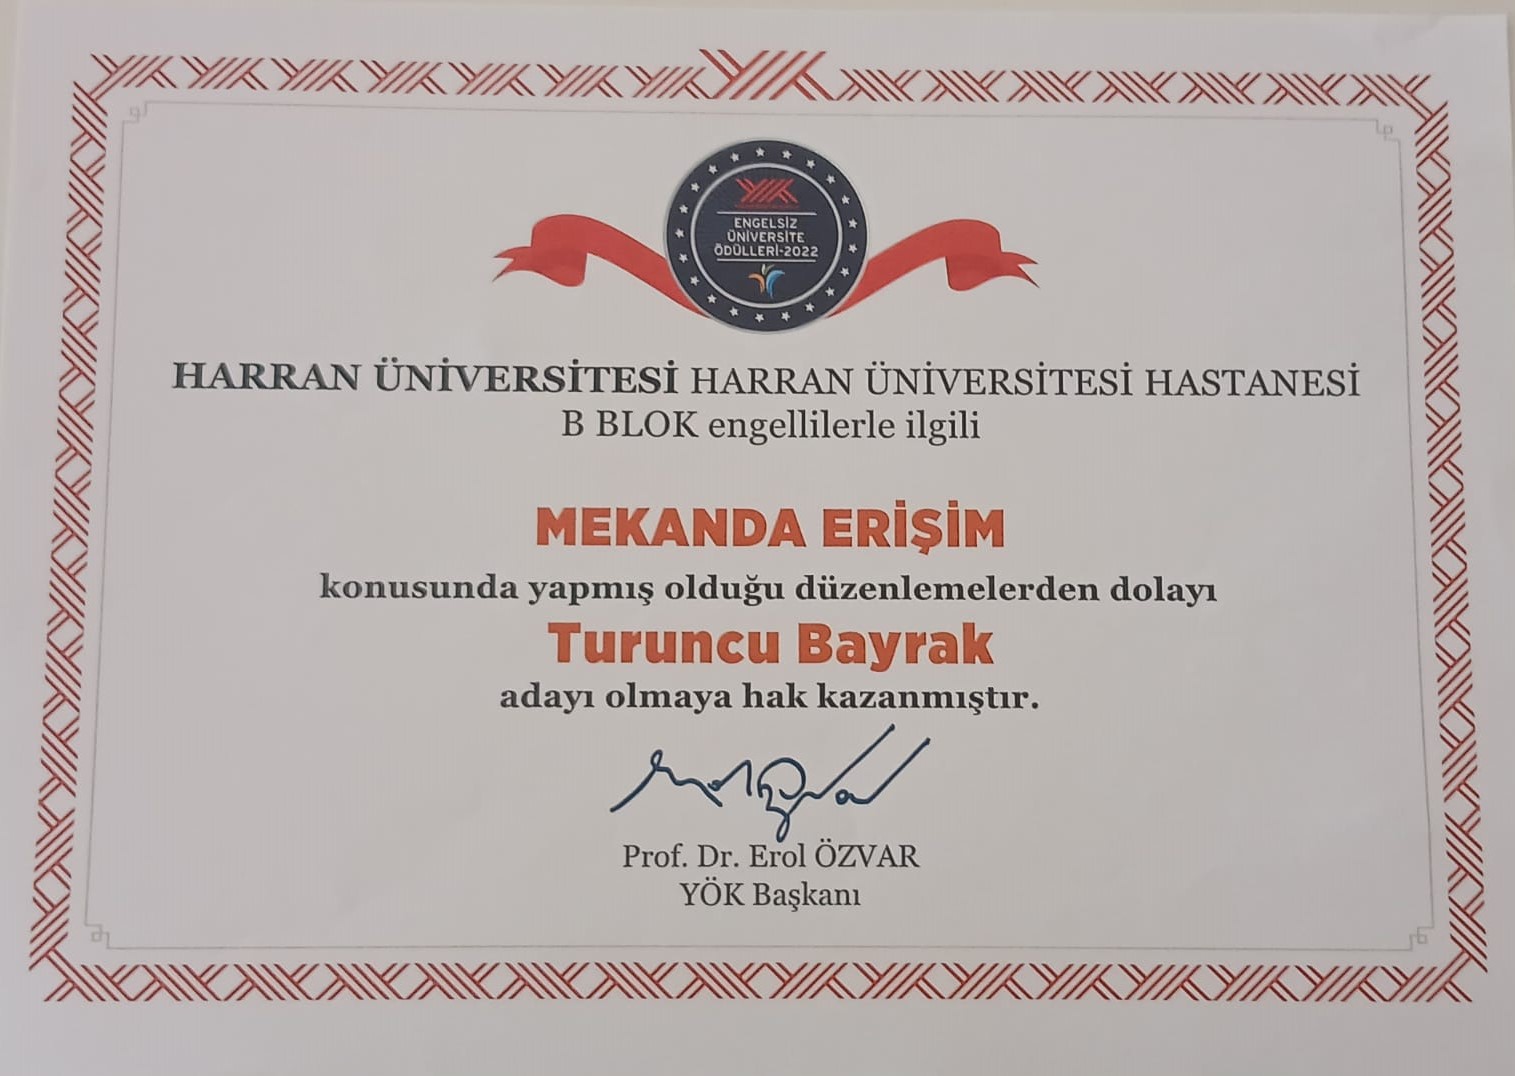 ENGELSİZ
ÜNİVERSİTE
ÖDÜLLERİ-2022
HARRAN ÜNİVERSİTESİ HARRAN ÜNİVERSİTESİ HASTANESİ
B BLOK engellilerle ilgili
MEKANDA ERİŞİM
konusunda yapmış olduğu düzenlemelerden dolayı
Turuncu Bayrak
adayı olmaya hak kazanmıştır.
Prof. Dr. Erol ÖZVAR
YÖK Başkanı